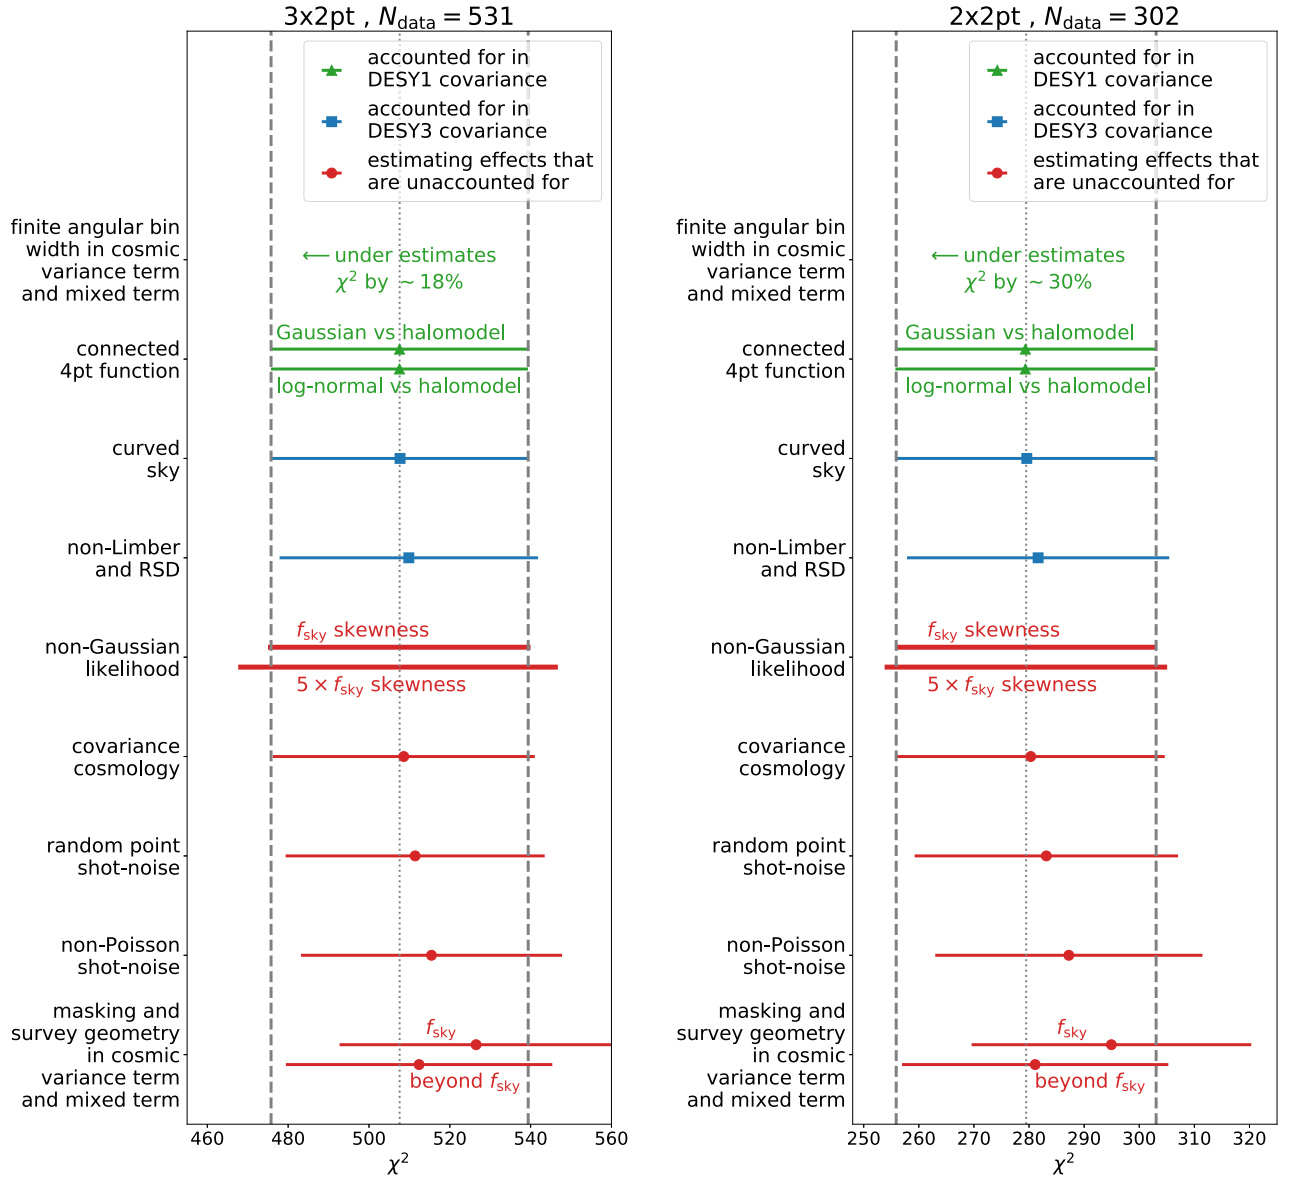 3x2pt , N_data = 531
accounted for in
DESY1 covariance
accounted for in
DESY3 covariance
estimating effects that
are unaccounted for
finite angular bin
width in cosmic
variance term
and mixed term
⟵ under estimates
χ² by ~ 18%
connected
4pt function
Gaussian vs halomodel
log-normal vs halomodel
curved
sky
non-Limber
and RSD
non-Gaussian
likelihood
f_sky skewness
5 × f_sky skewness
covariance
cosmology
random point
shot-noise
non-Poisson
shot-noise
masking and
survey geometry
in cosmic
variance term
and mixed term
f_sky
beyond f_sky
460 480 500 520 540 560
χ²
2x2pt , N_data = 302
accounted for in
DESY1 covariance
accounted for in
DESY3 covariance
estimating effects that
are unaccounted for
finite angular bin
width in cosmic
variance term
and mixed term
⟵ under estimates
χ² by ~ 30%
connected
4pt function
Gaussian vs halomodel
log-normal vs halomodel
curved
sky
non-Limber
and RSD
non-Gaussian
likelihood
f_sky skewness
5 × f_sky skewness
covariance
cosmology
random point
shot-noise
non-Poisson
shot-noise
masking and
survey geometry
in cosmic
variance term
and mixed term
f_sky
beyond f_sky
250 260 270 280 290 300 310 320
χ²